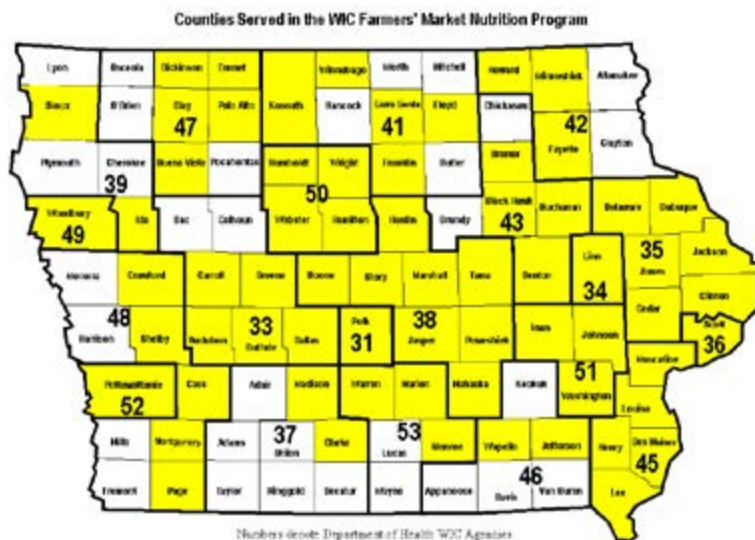 Counties Served in the WIC Farmers' Market Nutrition Program
Lyon Osceola Dickinson Emmet Winnebago Worth Mitchell Howard Winneshiek Allamakee
Sioux O'Brien Clay Palo Alto Kossuth Hancock Cerro Gordo Floyd Chickasaw
47 41 42
Fayette Clayton
Plymouth Cherokee Buena Vista Pocahontas Humboldt Wright Franklin Butler Bremer
39 50
Woodbury Ida Sac Calhoun Webster Hamilton Hardin Grundy Black Hawk Buchanan Delaware Dubuque
49 43
35
Monona Crawford Carroll Greene Boone Story Marshall Tama Benton Linn Jones Jackson
34
Clinton
48 33 31 38
Harrison Shelby Audubon Guthrie Dallas Polk Jasper Poweshiek Iowa Johnson Cedar Scott
36
Muscatine
51
Pottawattamie Cass Adair Madison Warren Marion Mahaska Keokuk Washington
52
Louisa
37 53
Mills Montgomery Adams Union Clarke Lucas Monroe Wapello Jefferson Henry Des Moines
46 45
Fremont Page Taylor Ringgold Decatur Wayne Appanoose Davis Van Buren Lee
Numbers denote Department of Health WIC Agencies